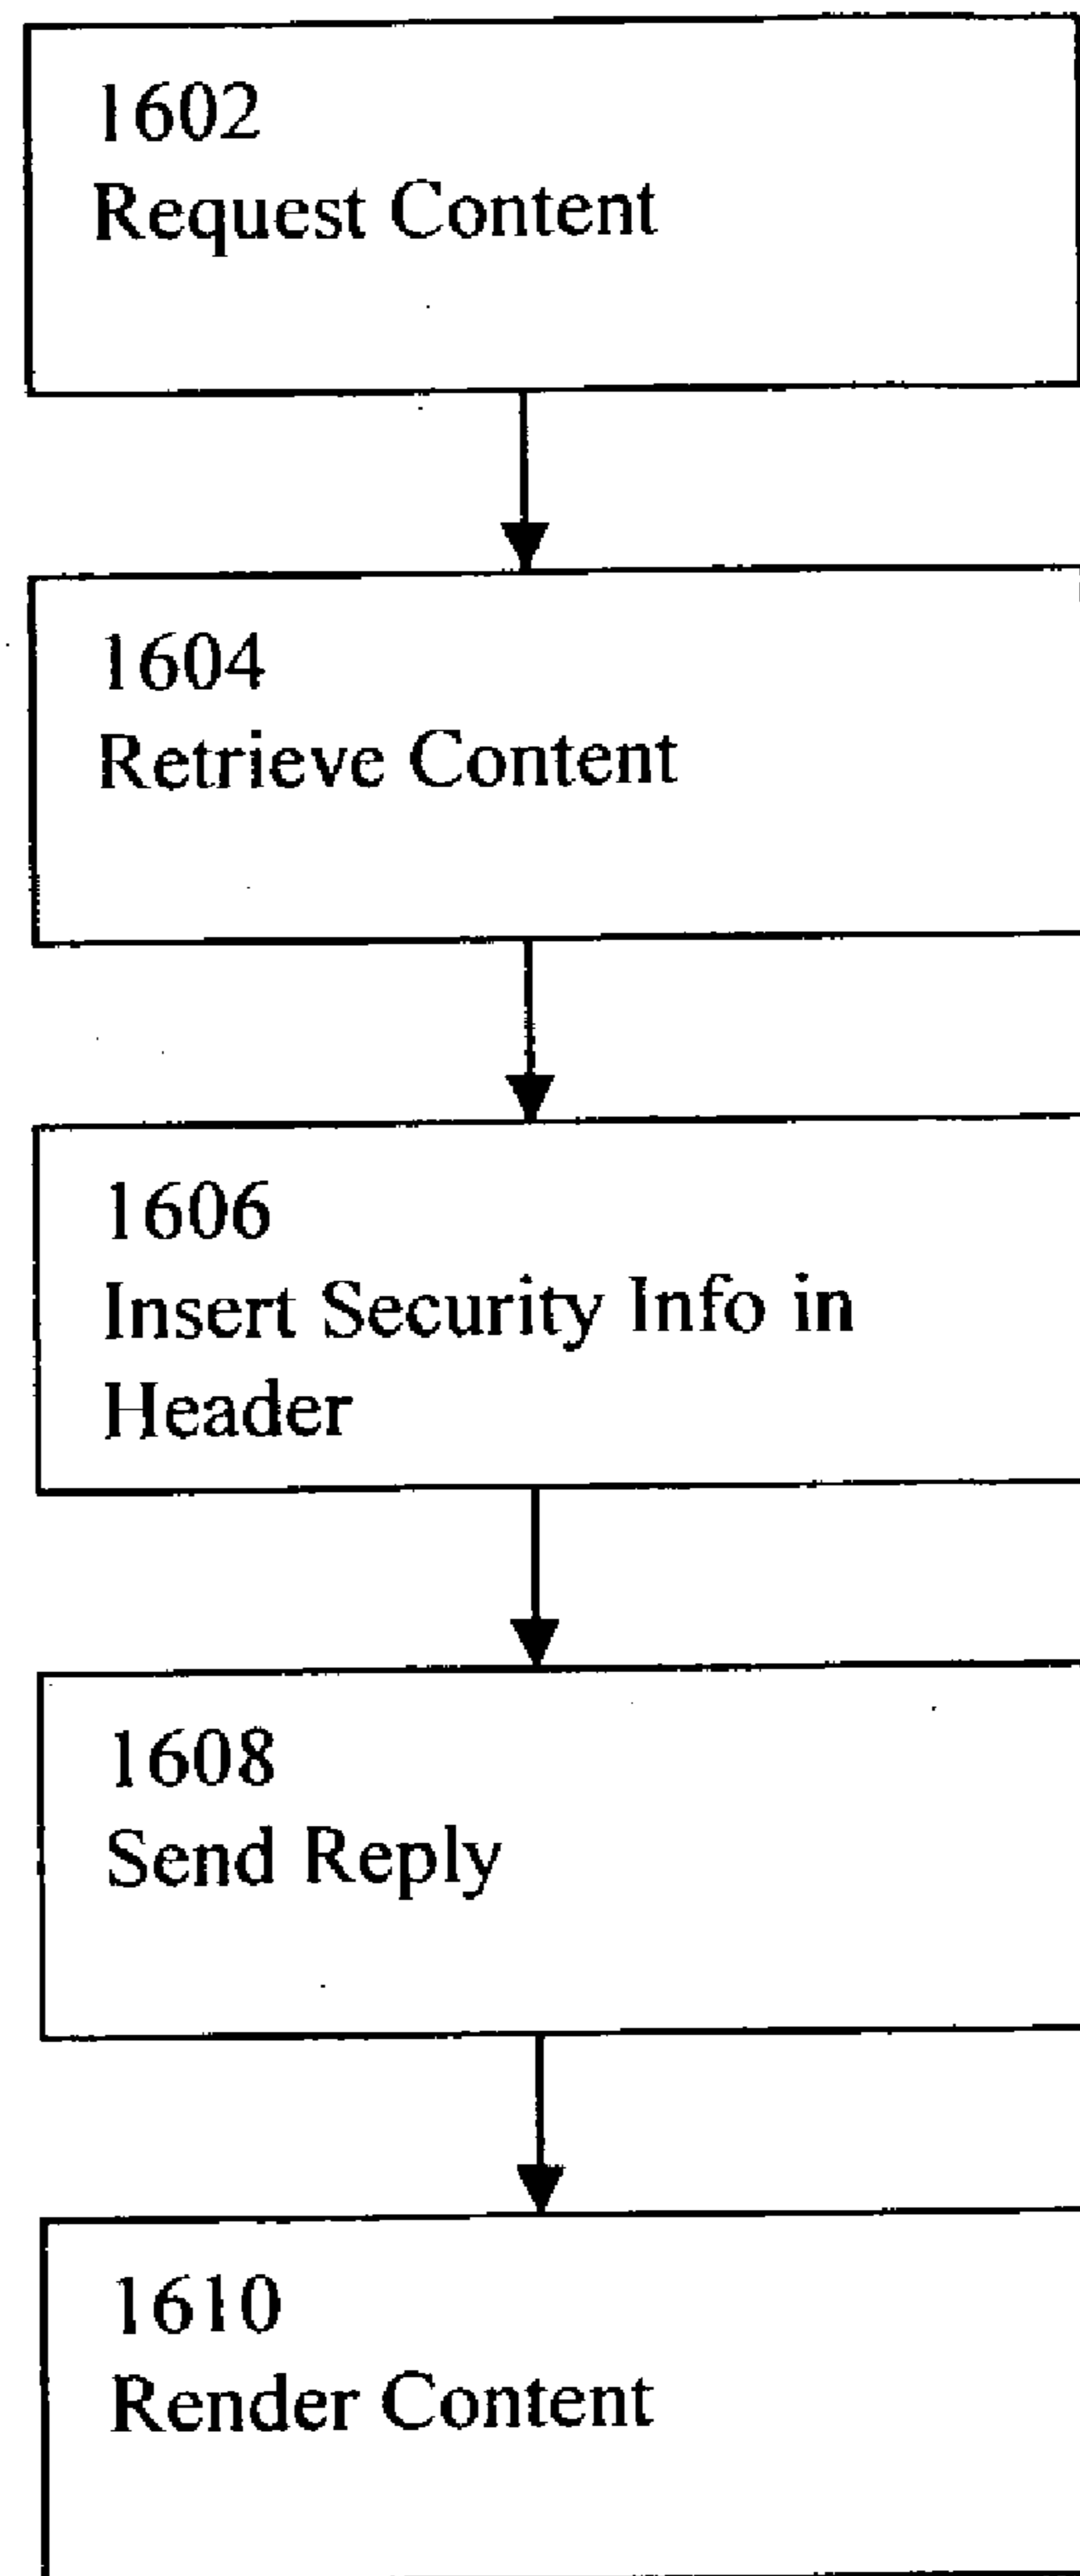 1602
Request Content
1604
Retrieve Content
1606
Insert Security Info in
Header
1608
Send Reply
1610
Render Content